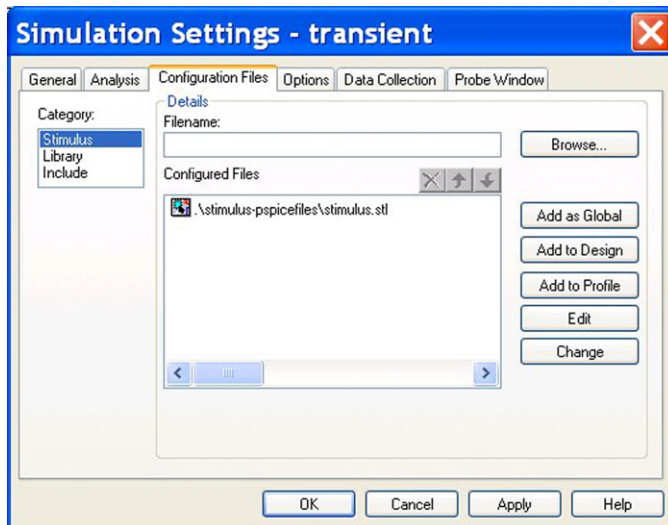 Simulation Settings - transient
General Analysis Configuration Files Options Data Collection Probe Window
Category:
Stimulus
Library
Include
Details
Filename:
Browse...
Configured Files
.\stimulus-pspicefiles\stimulus.stl
Add as Global
Add to Design
Add to Profile
Edit
Change
OK Cancel Apply Help